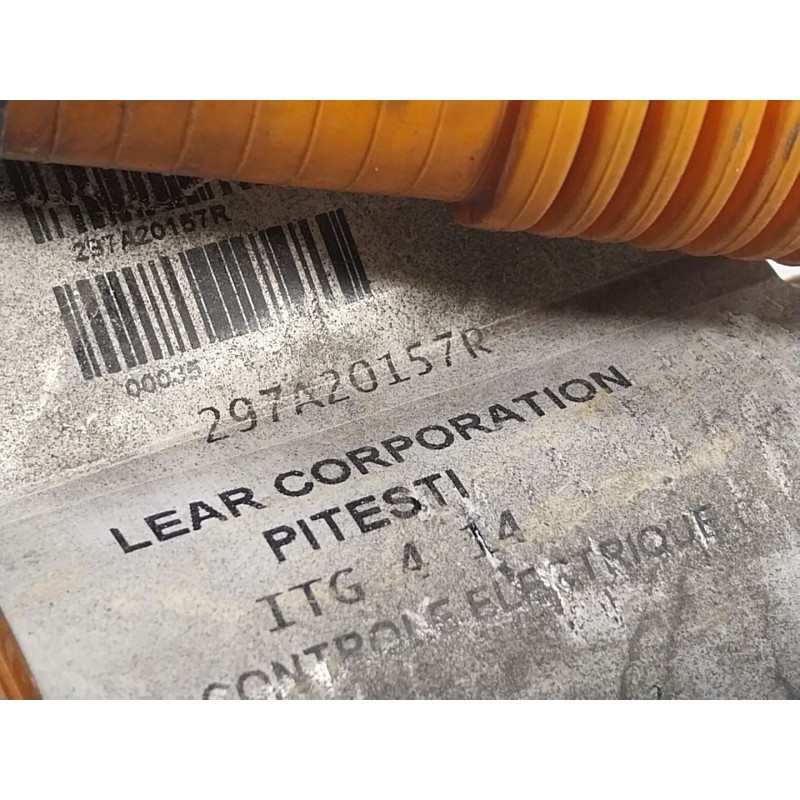 297A20157R
00035
297A20157R
LEAR CORPORATION
PITESTI
ITG 4 14
CONTROLE ELECTRIQUE